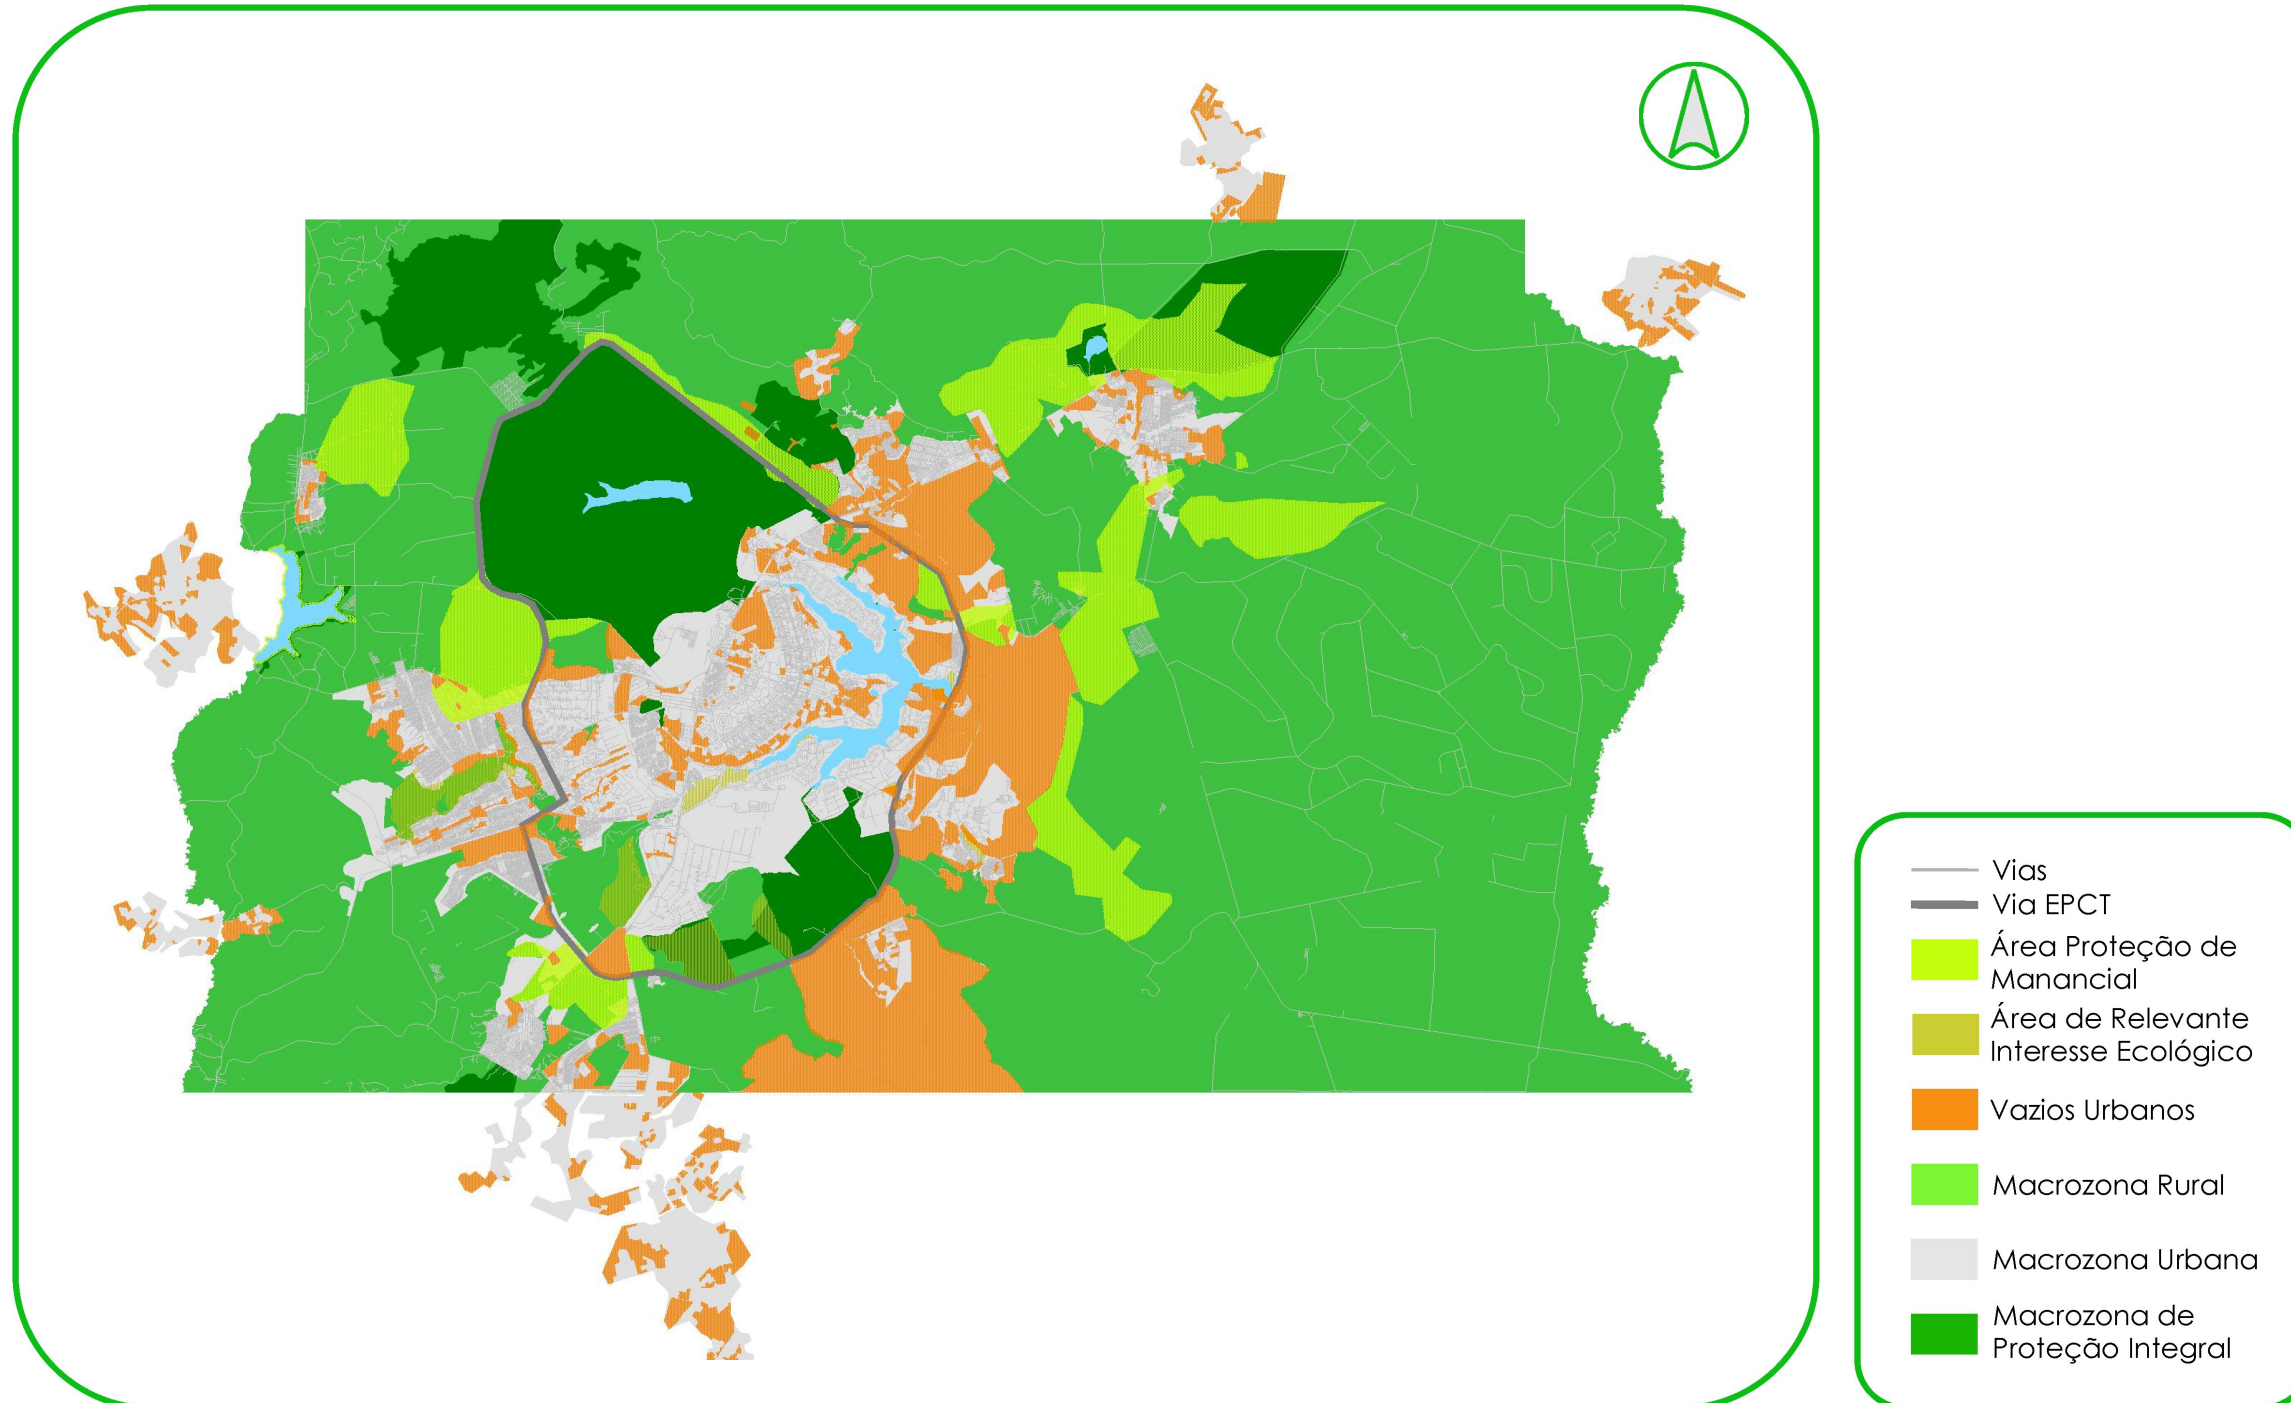 Vias
Via EPCT
Área Proteção de
Manancial
Área de Relevante
Interesse Ecológico
Vazios Urbanos
Macrozona Rural
Macrozona Urbana
Macrozona de
Proteção Integral